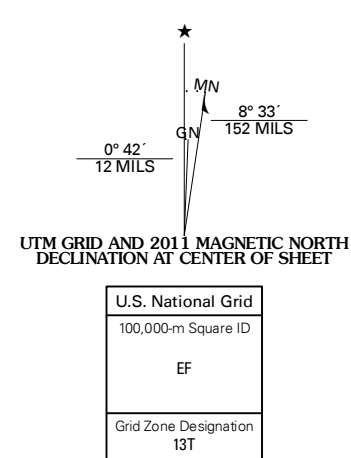 ★
MN
8° 33´
152 MILS
GN
0° 42´
12 MILS
UTM GRID AND 2011 MAGNETIC NORTH
DECLINATION AT CENTER OF SHEET
U.S. National Grid
100,000-m Square ID
EF
Grid Zone Designation
13T